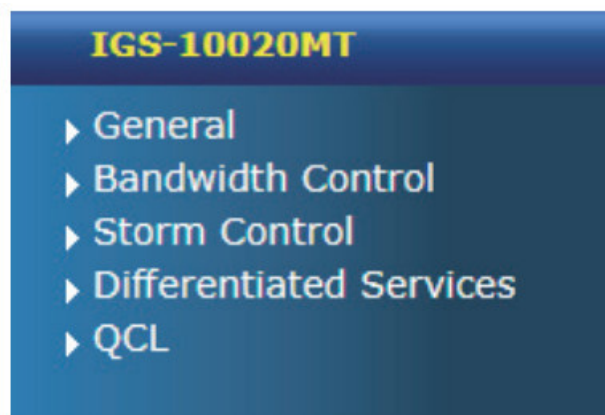 IGS-10020MT
General
Bandwidth Control
Storm Control
Differentiated Services
QCL